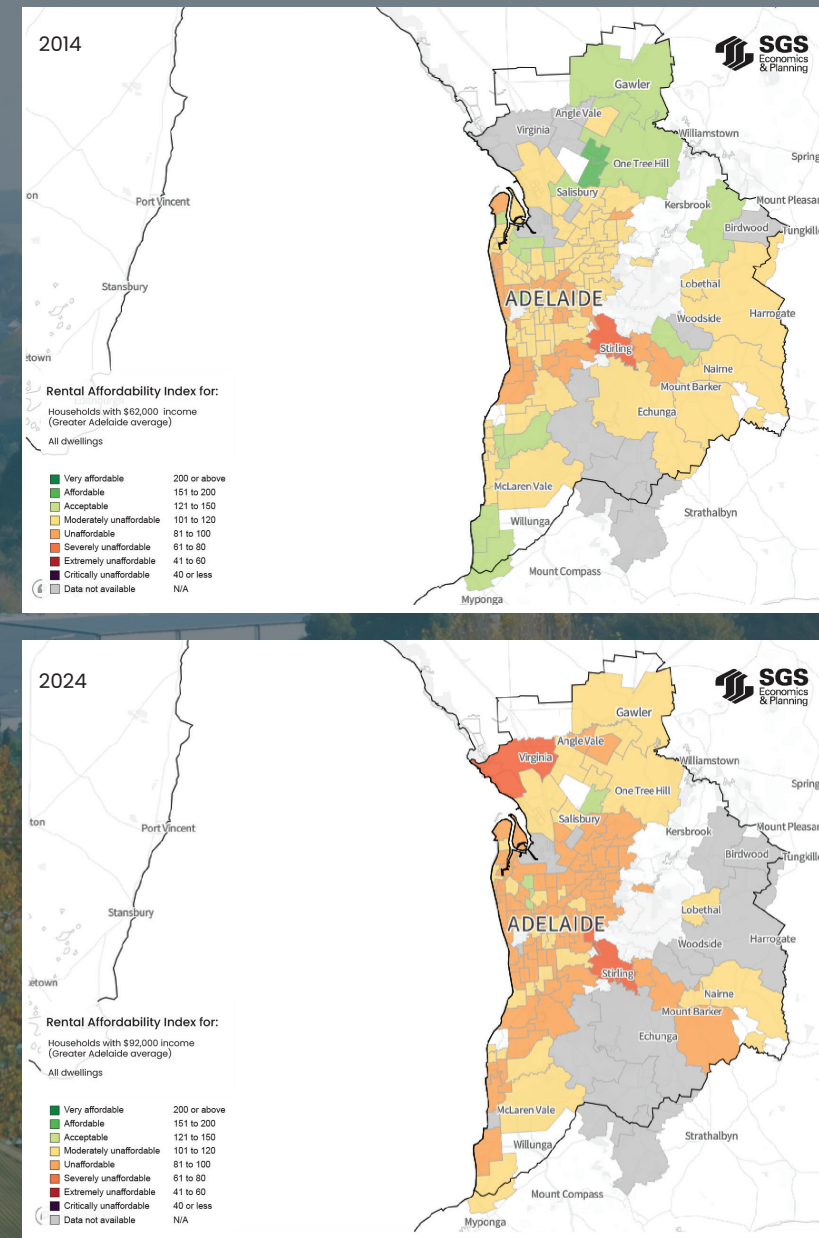 2014
SGS
Economics
& Planning
Gawler
Angle Vale
Virginia
Williamstown
One Tree Hill
Spring
Salisbury
on
Port Vincent
Kersbrook
Mount Pleasan
Birdwood
Tungkill
Stansbury
Lobethal
ADELAIDE
Harrogate
Woodside
Stirling
etown
Nairne
Mount Barker
Echunga
Rental Affordability Index for:
Households with $62,000 income
(Greater Adelaide average)
All dwellings
Very affordable 200 or above
Affordable 151 to 200
Acceptable 121 to 150
Moderately unaffordable 101 to 120
Unaffordable 81 to 100
Severely unaffordable 61 to 80
Extremely unaffordable 41 to 60
Critically unaffordable 40 or less
Data not available N/A
McLaren Vale
Willunga
Strathalbyn
Mount Compass
Myponga
2024
SGS
Economics
& Planning
Gawler
Angle Vale
Virginia
Williamstown
One Tree Hill
Spring
Salisbury
ton
Port Vincent
Kersbrook
Mount Pleasan
Birdwood
Tungkille
Stansbury
Lobethal
ADELAIDE
Harrogate
Woodside
Stirling
etown
Nairne
Mount Barker
Echunga
Rental Affordability Index for:
Households with $92,000 income
(Greater Adelaide average)
All dwellings
Very affordable 200 or above
Affordable 151 to 200
Acceptable 121 to 150
Moderately unaffordable 101 to 120
Unaffordable 81 to 100
Severely unaffordable 61 to 80
Extremely unaffordable 41 to 60
Critically unaffordable 40 or less
Data not available N/A
McLaren Vale
Willunga
Strathalbyn
Mount Compass
Myponga